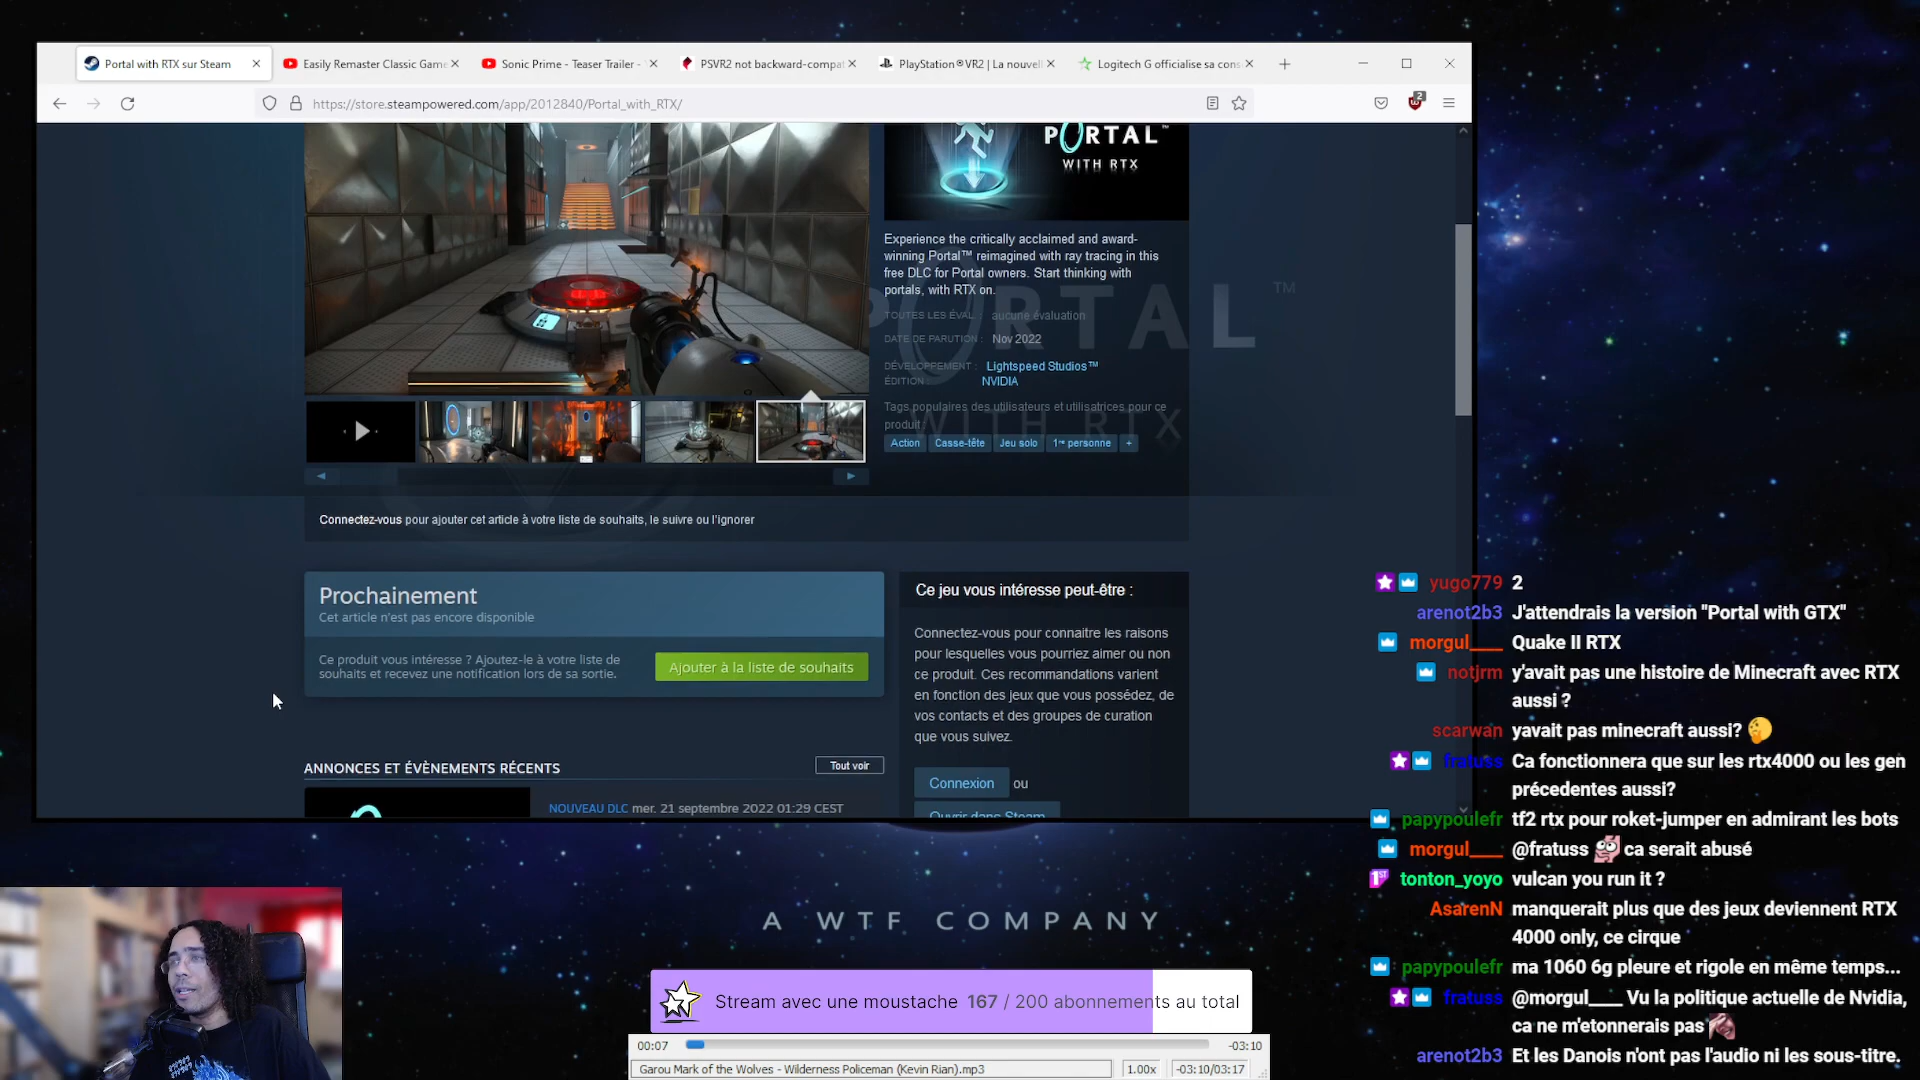 Portal with RTX sur Steam
Easily Remaster Classic Game
Sonic Prime - Teaser Trailer -
PSVR2 not backward-compat
PlayStation®VR2 | La nouvell
Logitech G officialise sa cons
https://store.steampowered.com/app/2012840/Portal_with_RTX/
2
PORTAL™
WITH RTX
Experience the critically acclaimed and award-
winning Portal™ reimagined with ray tracing in this
free DLC for Portal owners. Start thinking with
portals, with RTX on.
PORTAL™
WITH RTX
TOUTES LES ÉVAL. : aucune évaluation
DATE DE PARUTION : Nov 2022
DÉVELOPPEMENT : Lightspeed Studios™
ÉDITION : NVIDIA
Tags populaires des utilisateurs et utilisatrices pour ce
produit :
Action Casse-tête Jeu solo 1re personne +
Connectez-vous pour ajouter cet article à votre liste de souhaits, le suivre ou l'ignorer
Prochainement
Cet article n'est pas encore disponible
Ce produit vous intéresse ? Ajoutez-le à votre liste de
souhaits et recevez une notification lors de sa sortie.
Ajouter à la liste de souhaits
Ce jeu vous intéresse peut-être :
Connectez-vous pour connaitre les raisons
pour lesquelles vous pourriez aimer ou non
ce produit. Ces recommandations varient
en fonction des jeux que vous possédez, de
vos contacts et des groupes de curation
que vous suivez.
Connexion ou
Ouvrir dans Steam
ANNONCES ET ÉVÈNEMENTS RÉCENTS
Tout voir
NOUVEAU DLC mer. 21 septembre 2022 01:29 CEST
yugo779 2
arenot2b3 J'attendrais la version "Portal with GTX"
morgul____ Quake II RTX
notjrm y'avait pas une histoire de Minecraft avec RTX
aussi ?
scarwan yavait pas minecraft aussi?
fratuss Ca fonctionnera que sur les rtx4000 ou les gen
précedentes aussi?
papypoulefr tf2 rtx pour roket-jumper en admirant les bots
morgul____ @fratuss ca serait abusé
1ST tonton_yoyo vulcan you run it ?
AsarenN manquerait plus que des jeux deviennent RTX
4000 only, ce cirque
papypoulefr ma 1060 6g pleure et rigole en même temps...
fratuss @morgul____ Vu la politique actuelle de Nvidia,
ca ne m'etonnerais pas
arenot2b3 Et les Danois n'ont pas l'audio ni les sous-titre.
A WTF COMPANY
Stream avec une moustache 167 / 200 abonnements au total
00:07
-03:10
Garou Mark of the Wolves - Wilderness Policeman (Kevin Rian).mp3
1.00x
-03:10/03:17